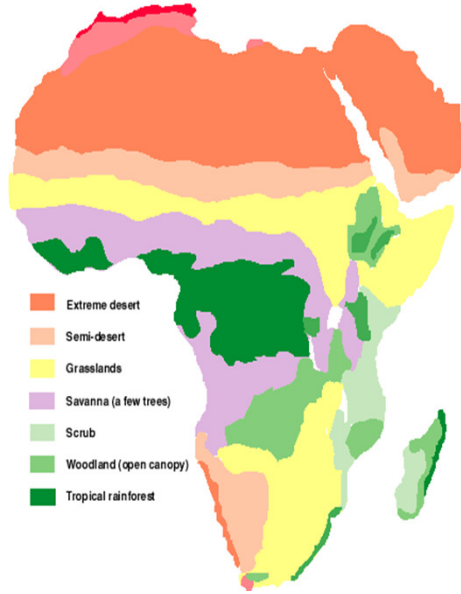 Extreme desert
Semi-desert
Grasslands
Savanna (a few trees)
Scrub
Woodland (open canopy)
Tropical rainforest